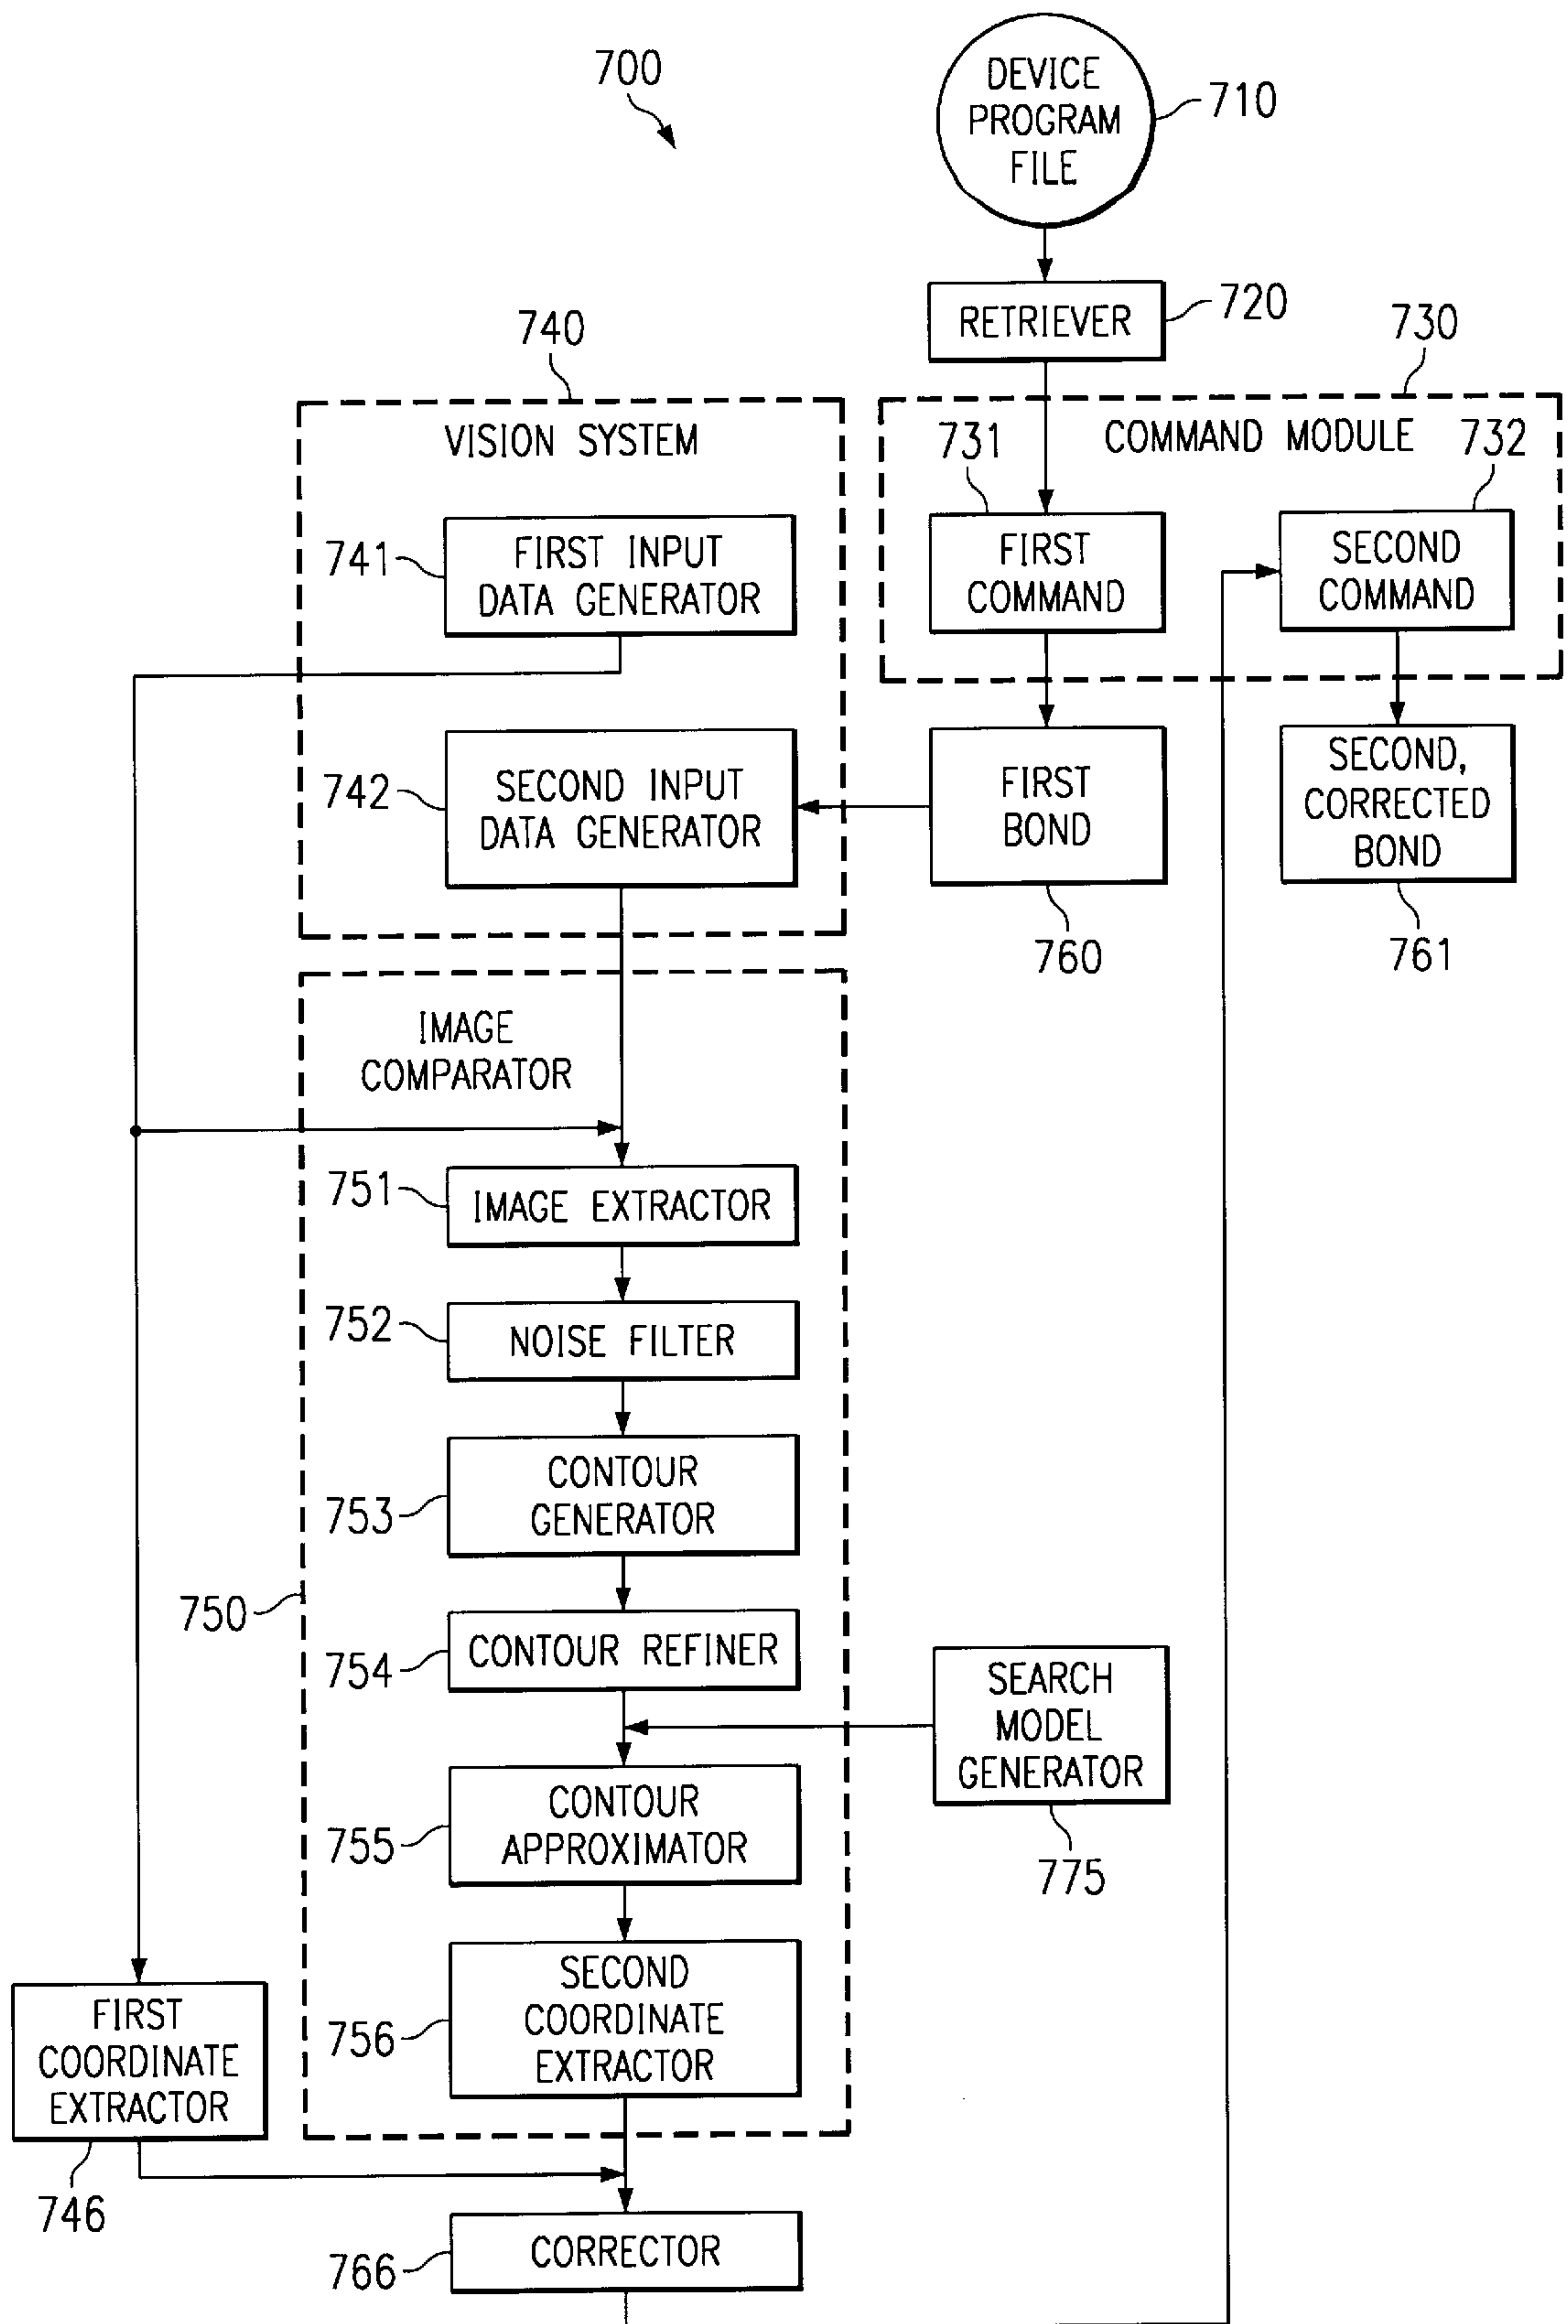 700
DEVICE
PROGRAM
FILE
710
RETRIEVER
720
740
730
VISION SYSTEM
731
COMMAND MODULE
732
741
FIRST INPUT
DATA GENERATOR
FIRST
COMMAND
SECOND
COMMAND
742
SECOND INPUT
DATA GENERATOR
FIRST
BOND
760
SECOND,
CORRECTED
BOND
761
IMAGE
COMPARATOR
751
IMAGE EXTRACTOR
752
NOISE FILTER
753
CONTOUR
GENERATOR
750
754
CONTOUR REFINER
SEARCH
MODEL
GENERATOR
775
755
CONTOUR
APPROXIMATOR
756
SECOND
COORDINATE
EXTRACTOR
FIRST
COORDINATE
EXTRACTOR
746
766
CORRECTOR